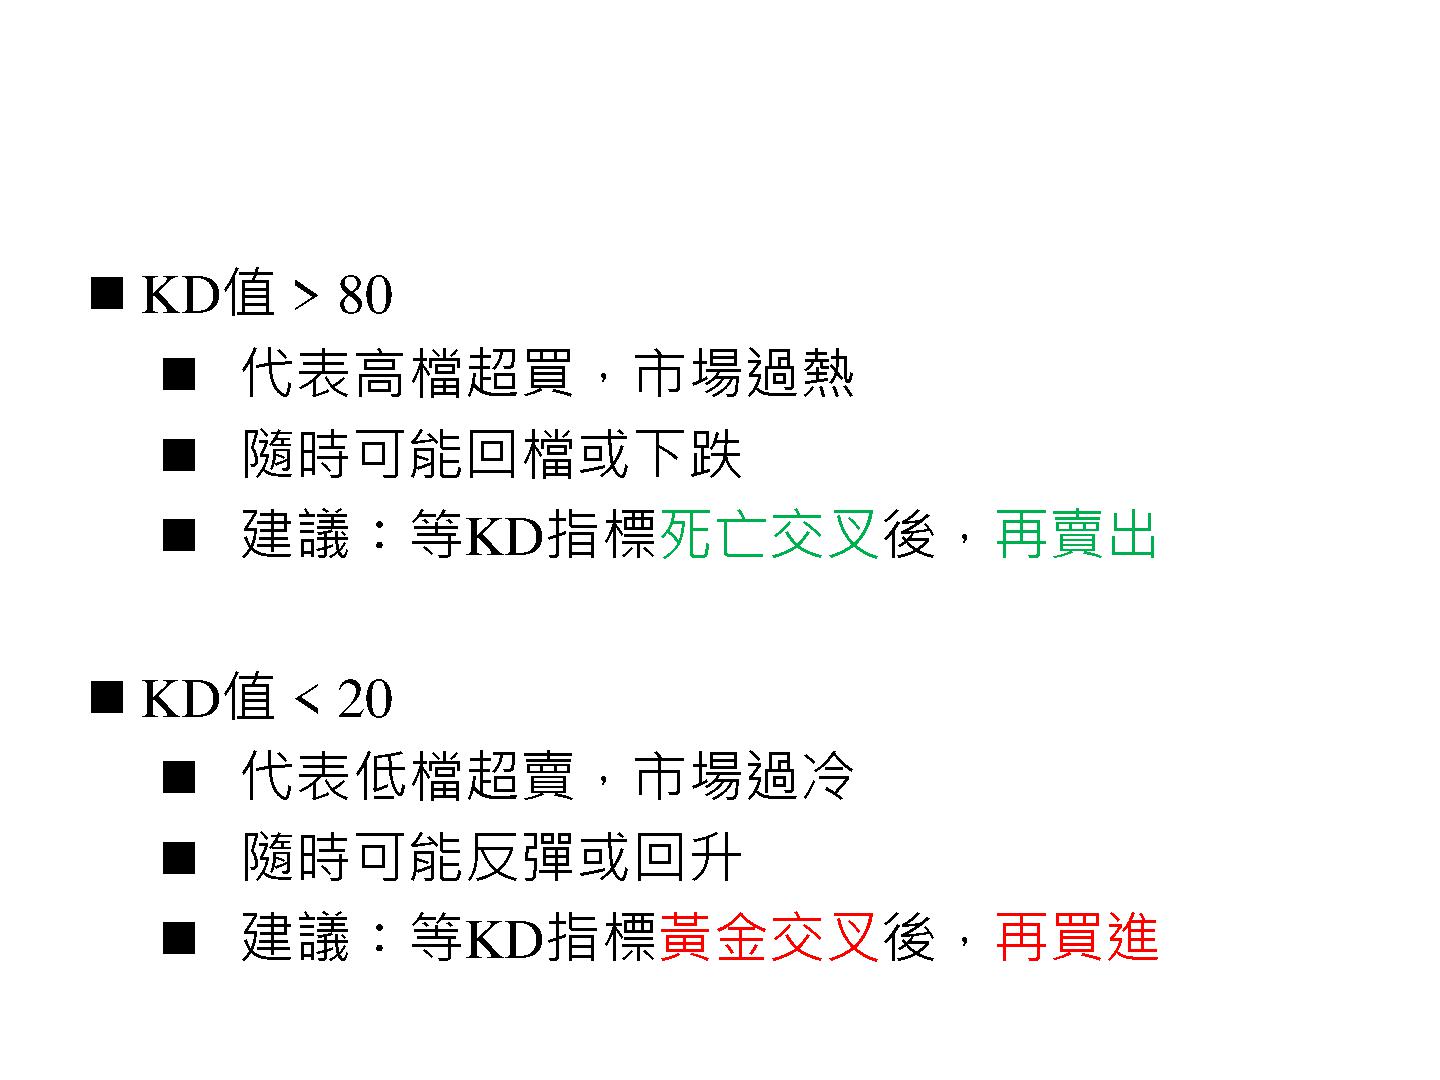 ■ KD值 > 80
■ 代表高檔超買，市場過熱
■ 隨時可能回檔或下跌
■ 建議：等KD指標死亡交叉後，再賣出
■ KD值 < 20
■ 代表低檔超賣，市場過冷
■ 隨時可能反彈或回升
■ 建議：等KD指標黃金交叉後，再買進